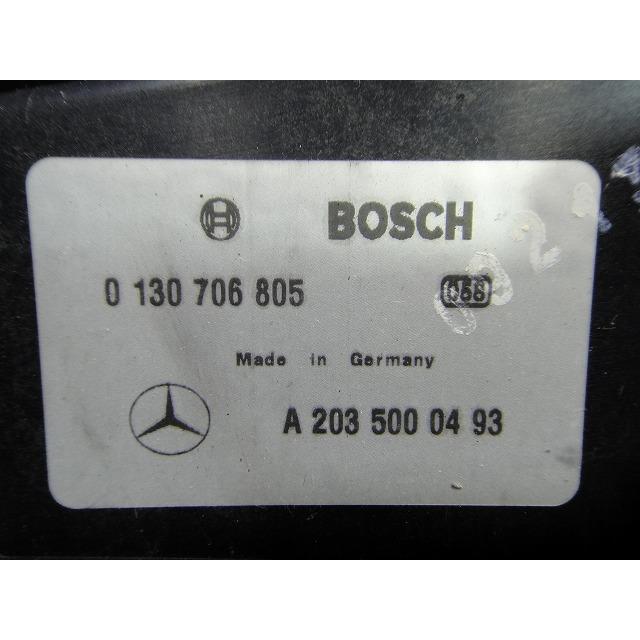 BOSCH
0 130 706 805
Made in Germany
A 203 500 04 93